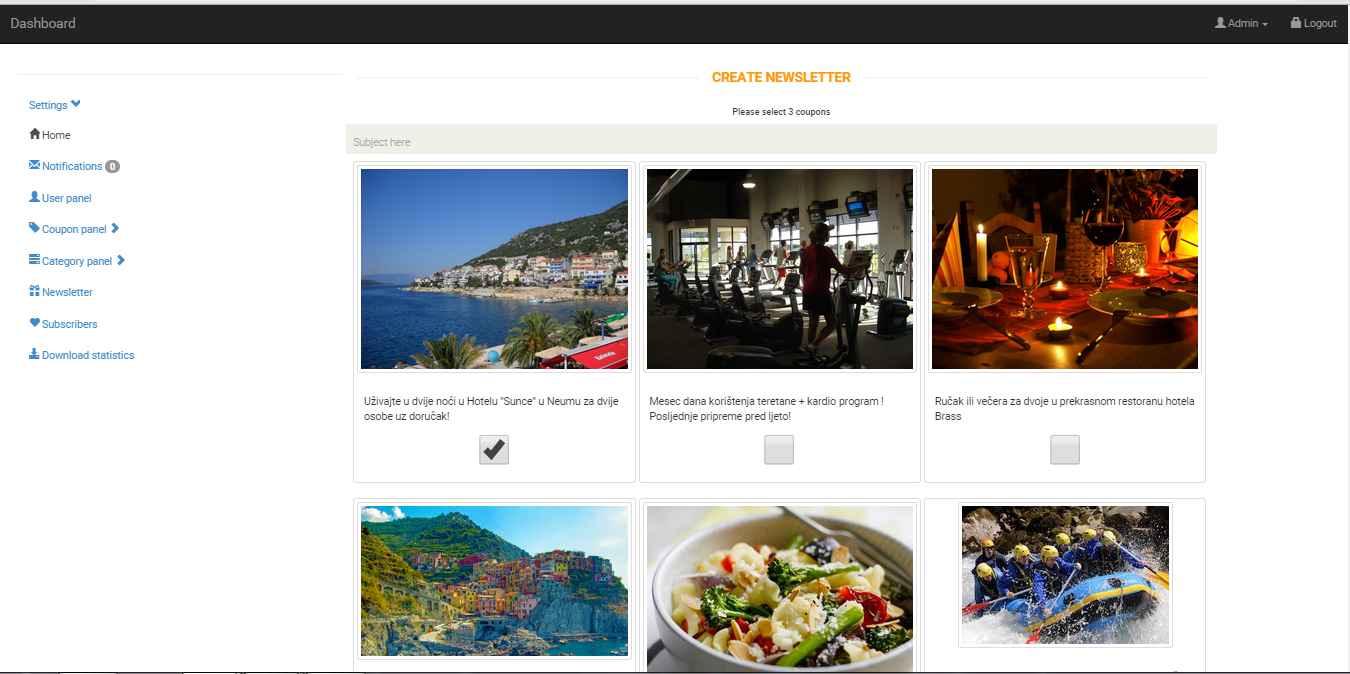 Dashboard
Admin
Logout
CREATE NEWSLETTER
Please select 3 coupons
Subject here
Settings
Home
Notifications 0
User panel
Coupon panel
Category panel
Newsletter
Subscribers
Download statistics
Uživajte u dvije noći u Hotelu "Sunce" u Neumu za dvije
osobe uz doručak!
Mesec dana korištenja teretane + kardio program !
Posljednje pripreme pred ljeto!
Ručak ili večera za dvoje u prekrasnom restoranu hotela
Brass